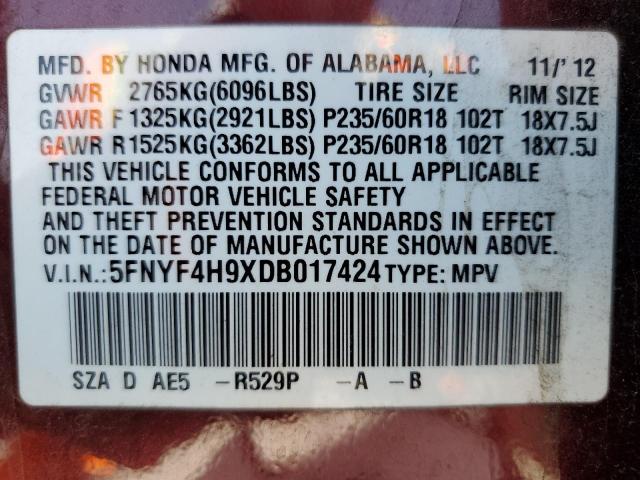 MFD. BY HONDA MFG. OF ALABAMA, LLC 11/'12
GVWR 2765KG(6096LBS) TIRE SIZE RIM SIZE
GAWR F 1325KG(2921LBS) P235/60R18 102T 18X7.5J
GAWR R1525KG(3362LBS) P235/60R18 102T 18X7.5J
THIS VEHICLE CONFORMS TO ALL APPLICABLE
FEDERAL MOTOR VEHICLE SAFETY
AND THEFT PREVENTION STANDARDS IN EFFECT
ON THE DATE OF MANUFACTURE SHOWN ABOVE.
V.I.N.:5FNYF4H9XDB017424 TYPE: MPV
SZA D AE5 -R529P -A -B